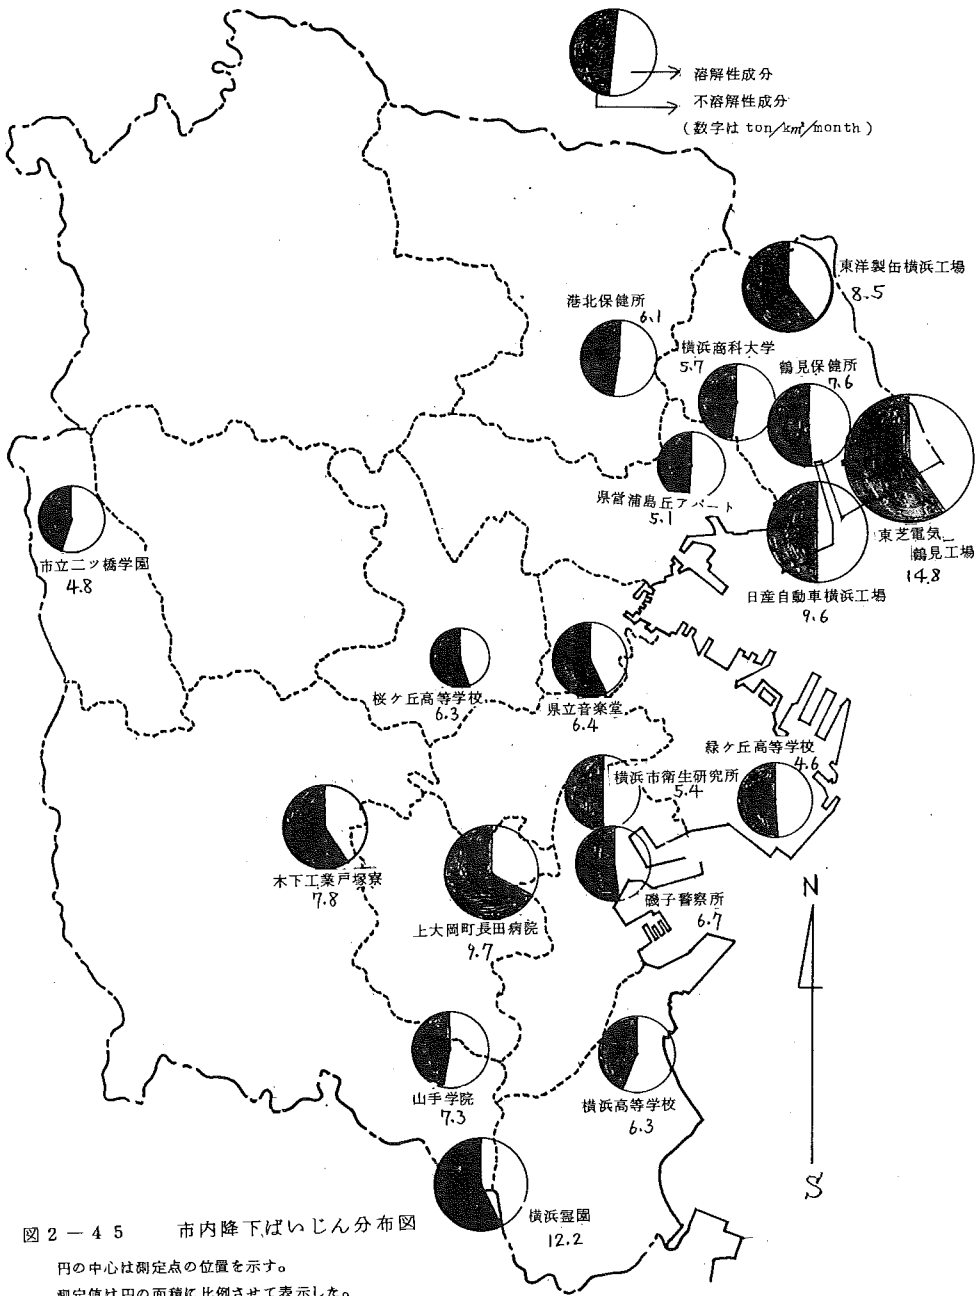 溶解性成分
不溶解性成分
(数字は ton/km²/month)
東洋製缶横浜工場
8.5
港北保健所
6.1
横浜商科大学
5.7
鶴見保健所
7.6
県営浦島丘アパート
5.1
東芝電気
鶴見工場
14.8
市立二ツ橋学園
4.8
日産自動車横浜工場
9.6
桜ケ丘高等学校
6.3
県立音楽堂
6.4
緑ケ丘高等学校
4.6
横浜市衛生研究所
5.4
木下工業戸塚寮
7.8
磯子警察所
6.7
上大岡町長田病院
9.7
N
山手学院
7.3
横浜高等学校
6.3
S
横浜霊園
12.2
図2-45 市内降下ばいじん分布図
円の中心は測定点の位置を示す。
測定値は円の面積に比例させて表示した。